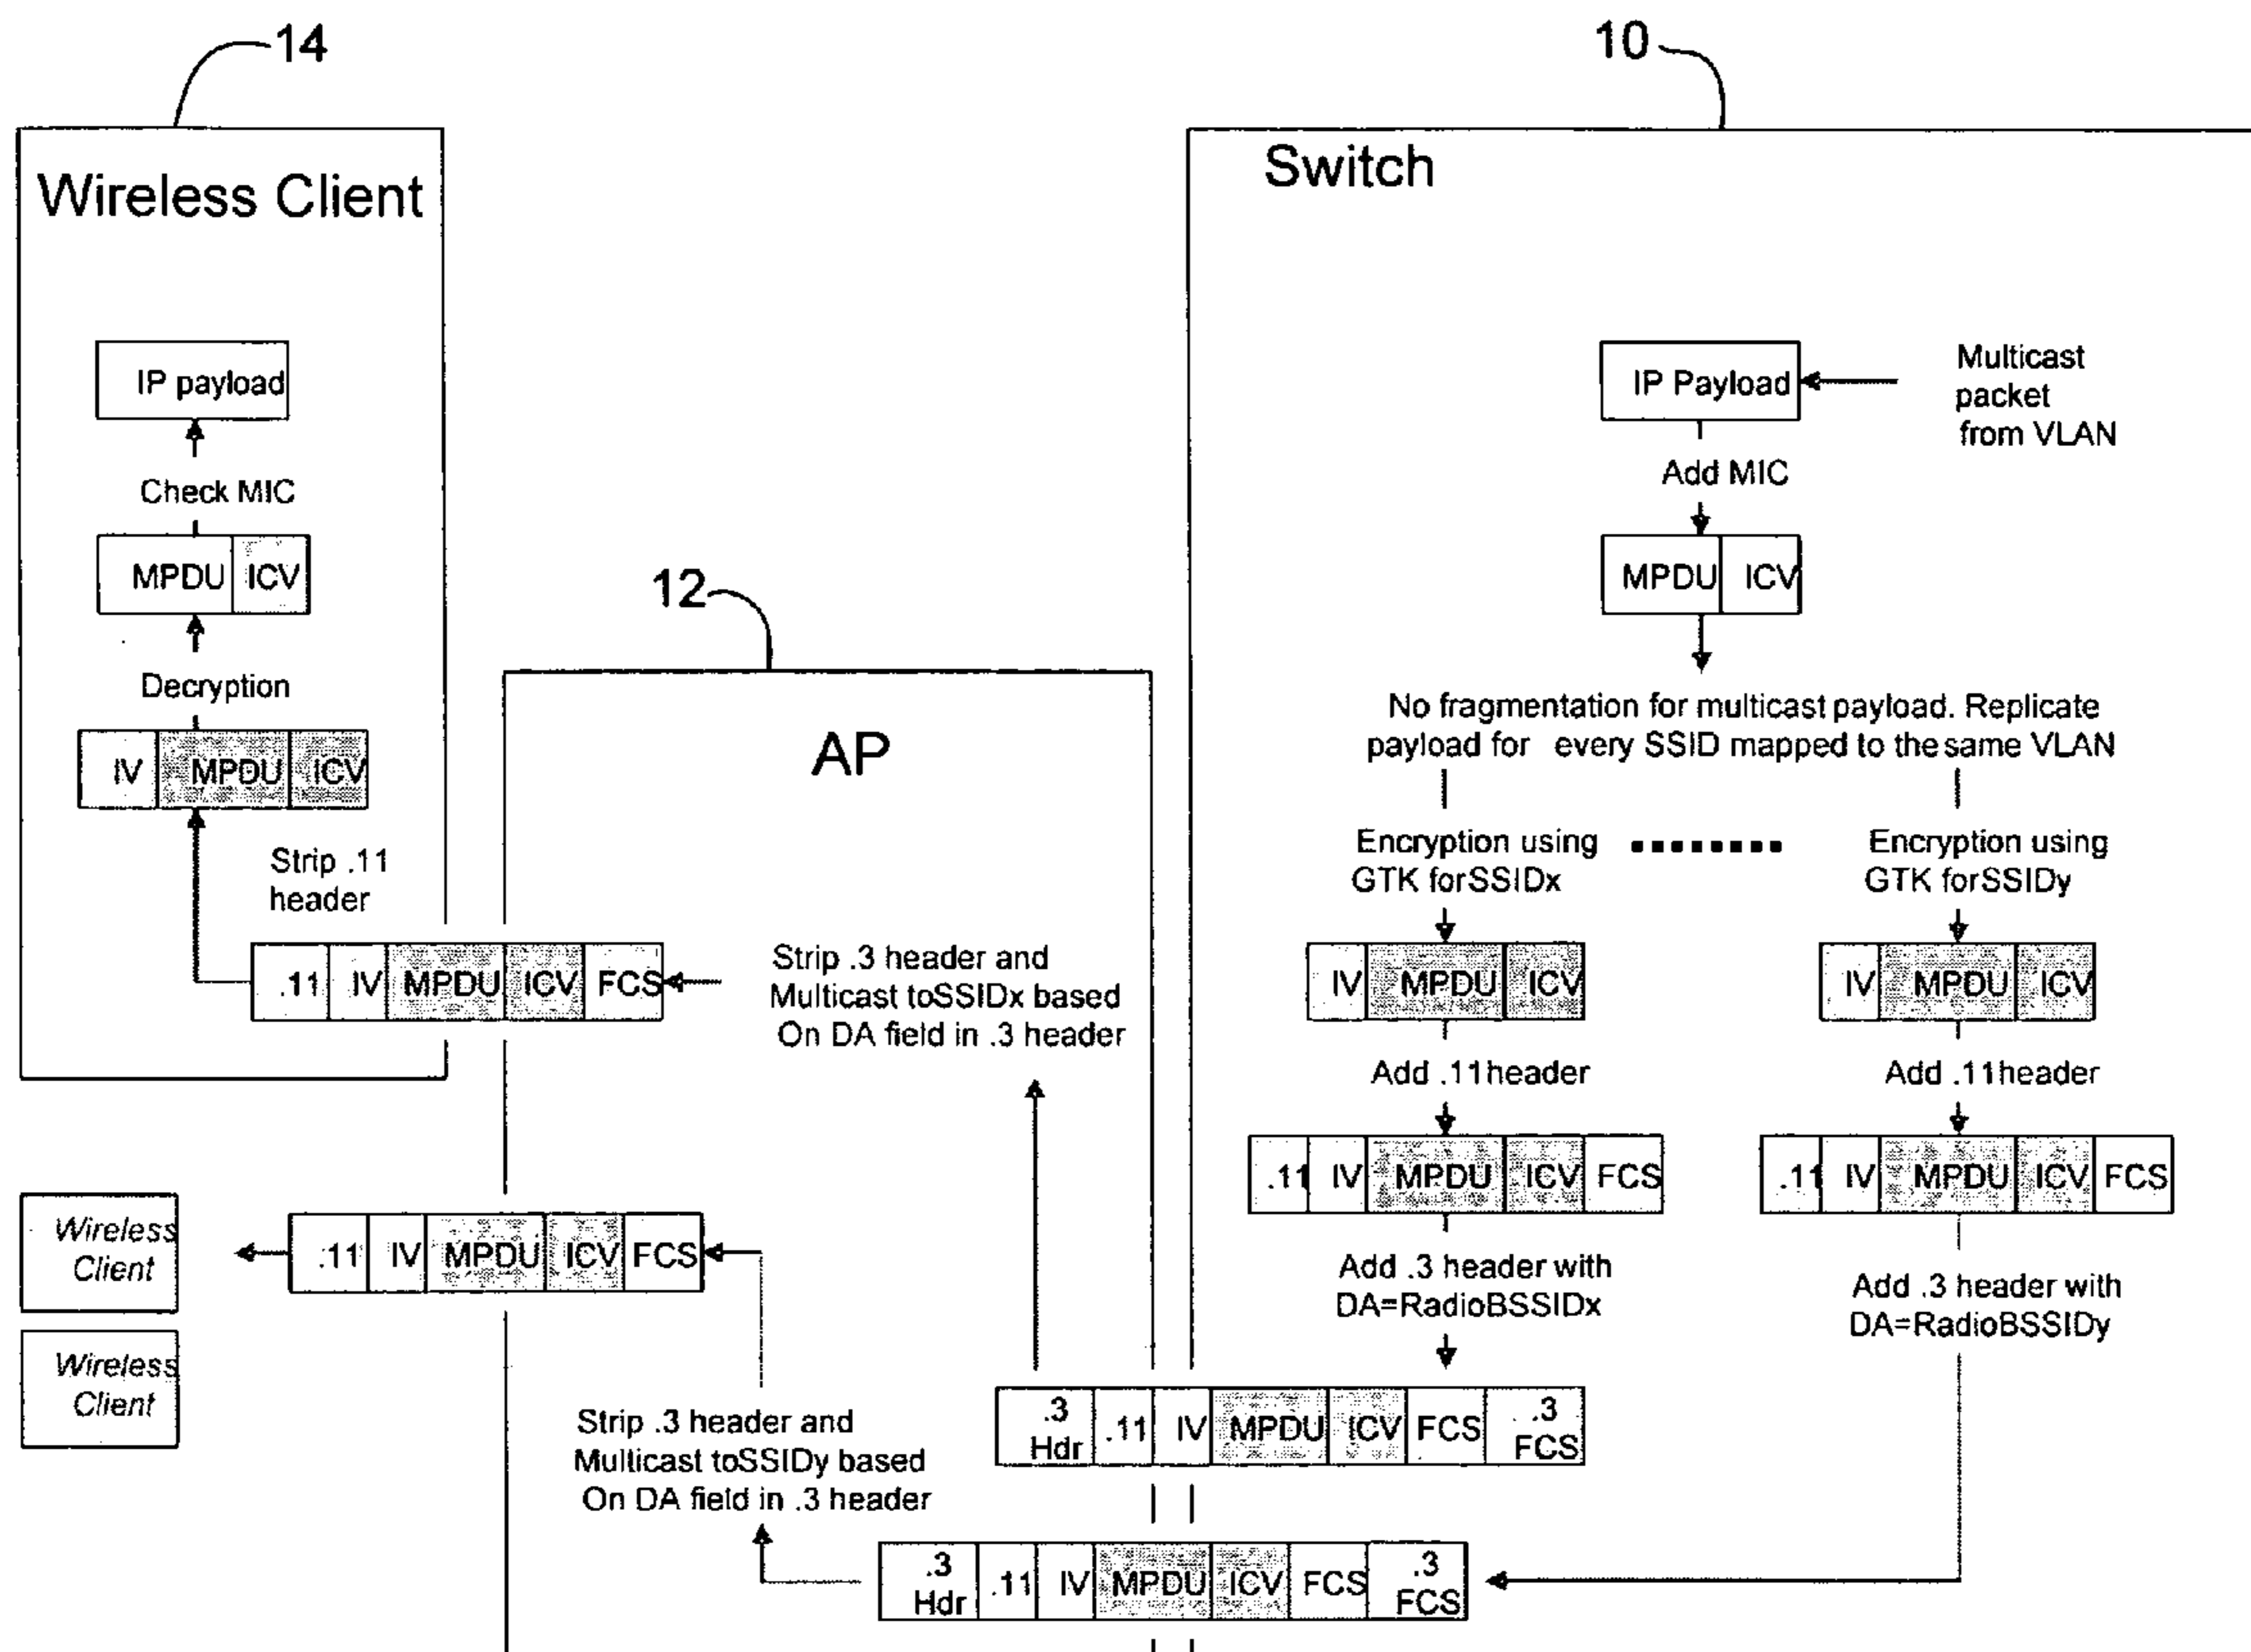 14
10
Wireless Client
Switch
IP payload
Check MIC
MPDU ICV
Decryption
IV MPDU ICV
Strip .11
header
.11 IV MPDU ICV FCS
12
AP
Strip .3 header and
Multicast toSSIDx based
On DA field in .3 header
IP Payload
Multicast
packet
from VLAN
Add MIC
MPDU ICV
No fragmentation for multicast payload. Replicate
payload for every SSID mapped to the same VLAN
Encryption using
GTK forSSIDx
Encryption using
GTK forSSIDy
IV MPDU ICV
IV MPDU ICV
Add .11header
Add .11header
.11 IV MPDU ICV FCS
.11 IV MPDU ICV FCS
Add .3 header with
DA=RadioBSSIDx
Add .3 header with
DA=RadioBSSIDy
Wireless
Client
Wireless
Client
.11 IV MPDU ICV FCS
Strip .3 header and
Multicast toSSIDy based
On DA field in .3 header
.3
Hdr .11 IV MPDU ICV FCS .3
FCS
.3
Hdr .11 IV MPDU ICV FCS .3
FCS